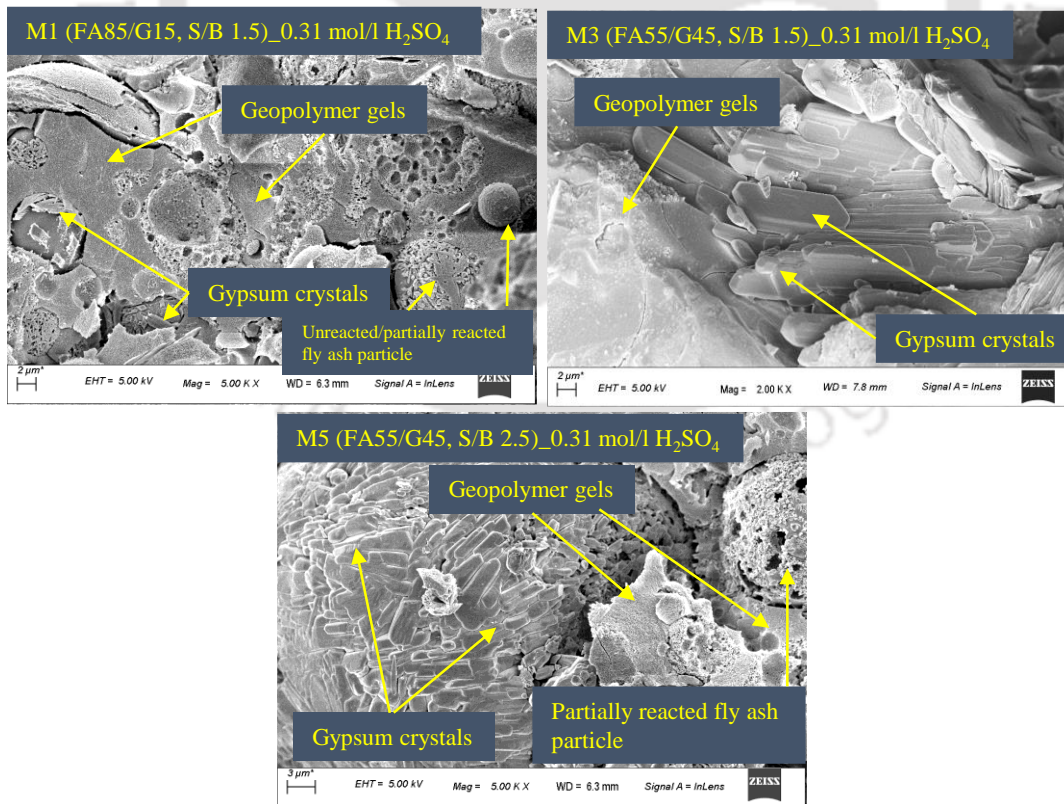 M1 (FA85/G15, S/B 1.5)_0.31 mol/l H₂SO₄
Geopolymer gels
Gypsum crystals
Unreacted/partially reacted
fly ash particle
2 µm*
EHT = 5.00 kV
Mag = 5.00 K X
WD = 6.3 mm
Signal A = InLens
ZEISS
M3 (FA55/G45, S/B 1.5)_0.31 mol/l H₂SO₄
Geopolymer gels
Gypsum crystals
2 µm*
EHT = 5.00 kV
Mag = 2.00 K X
WD = 7.8 mm
Signal A = InLens
ZEISS
M5 (FA55/G45, S/B 2.5)_0.31 mol/l H₂SO₄
Geopolymer gels
Gypsum crystals
Partially reacted fly ash
particle
3 µm*
EHT = 5.00 kV
Mag = 5.00 K X
WD = 6.3 mm
Signal A = InLens
ZEISS